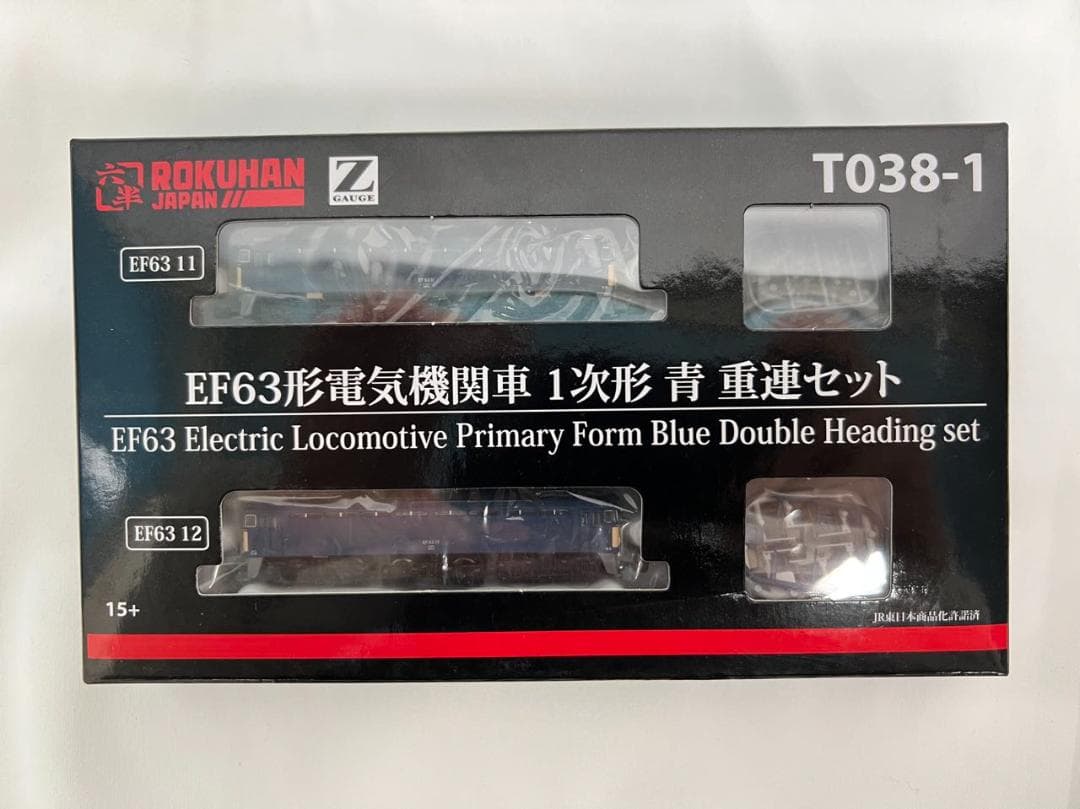 六半
ROKUHAN
JAPAN
Z
GAUGE
T038-1
EF63 11
EF63形電気機関車 1次形 青 重連セット
EF63 Electric Locomotive Primary Form Blue Double Heading set
EF63 12
15+
JR東日本商品化許諾済